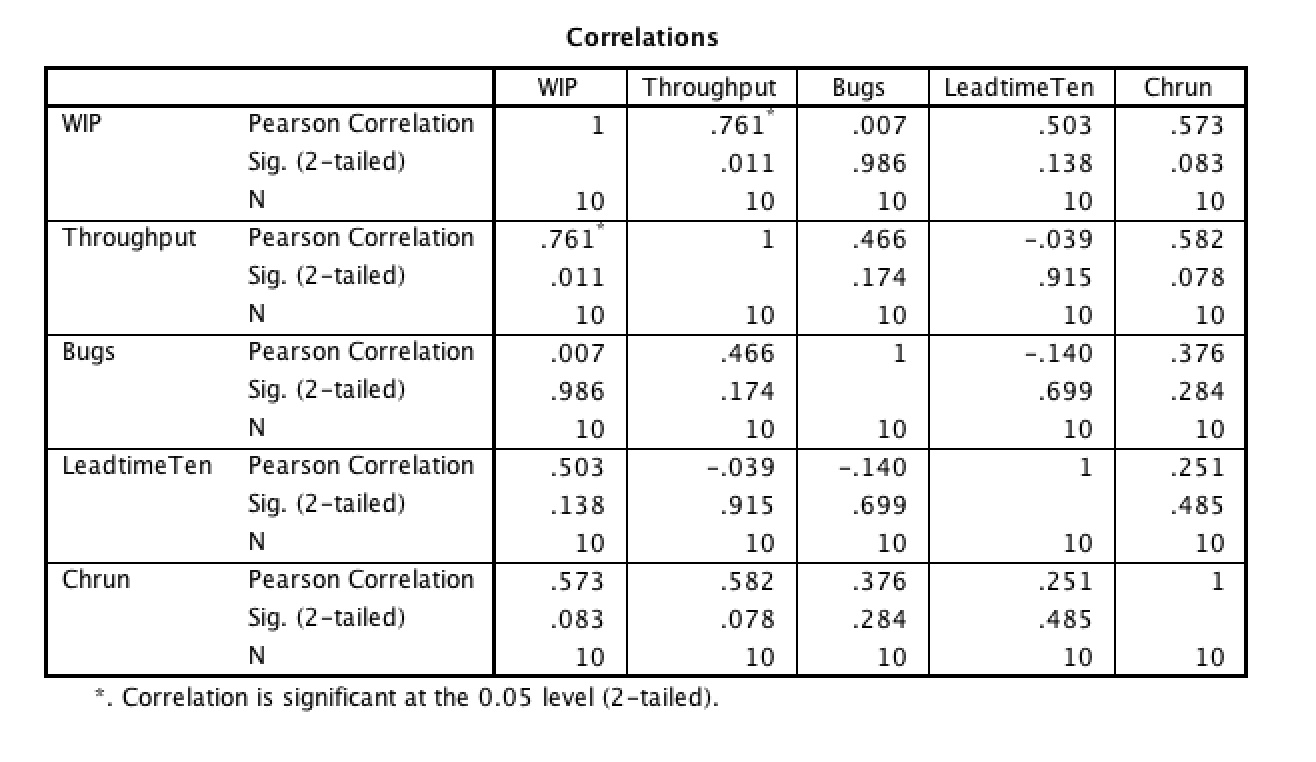 Correlations
WIP Throughput Bugs LeadtimeTen Chrun
WIP Pearson Correlation 1 .761* .007 .503 .573
Sig. (2-tailed) .011 .986 .138 .083
N 10 10 10 10 10
Throughput Pearson Correlation .761* 1 .466 -.039 .582
Sig. (2-tailed) .011 .174 .915 .078
N 10 10 10 10 10
Bugs Pearson Correlation .007 .466 1 -.140 .376
Sig. (2-tailed) .986 .174 .699 .284
N 10 10 10 10 10
LeadtimeTen Pearson Correlation .503 -.039 -.140 1 .251
Sig. (2-tailed) .138 .915 .699 .485
N 10 10 10 10 10
Chrun Pearson Correlation .573 .582 .376 .251 1
Sig. (2-tailed) .083 .078 .284 .485
N 10 10 10 10 10
*. Correlation is significant at the 0.05 level (2-tailed).